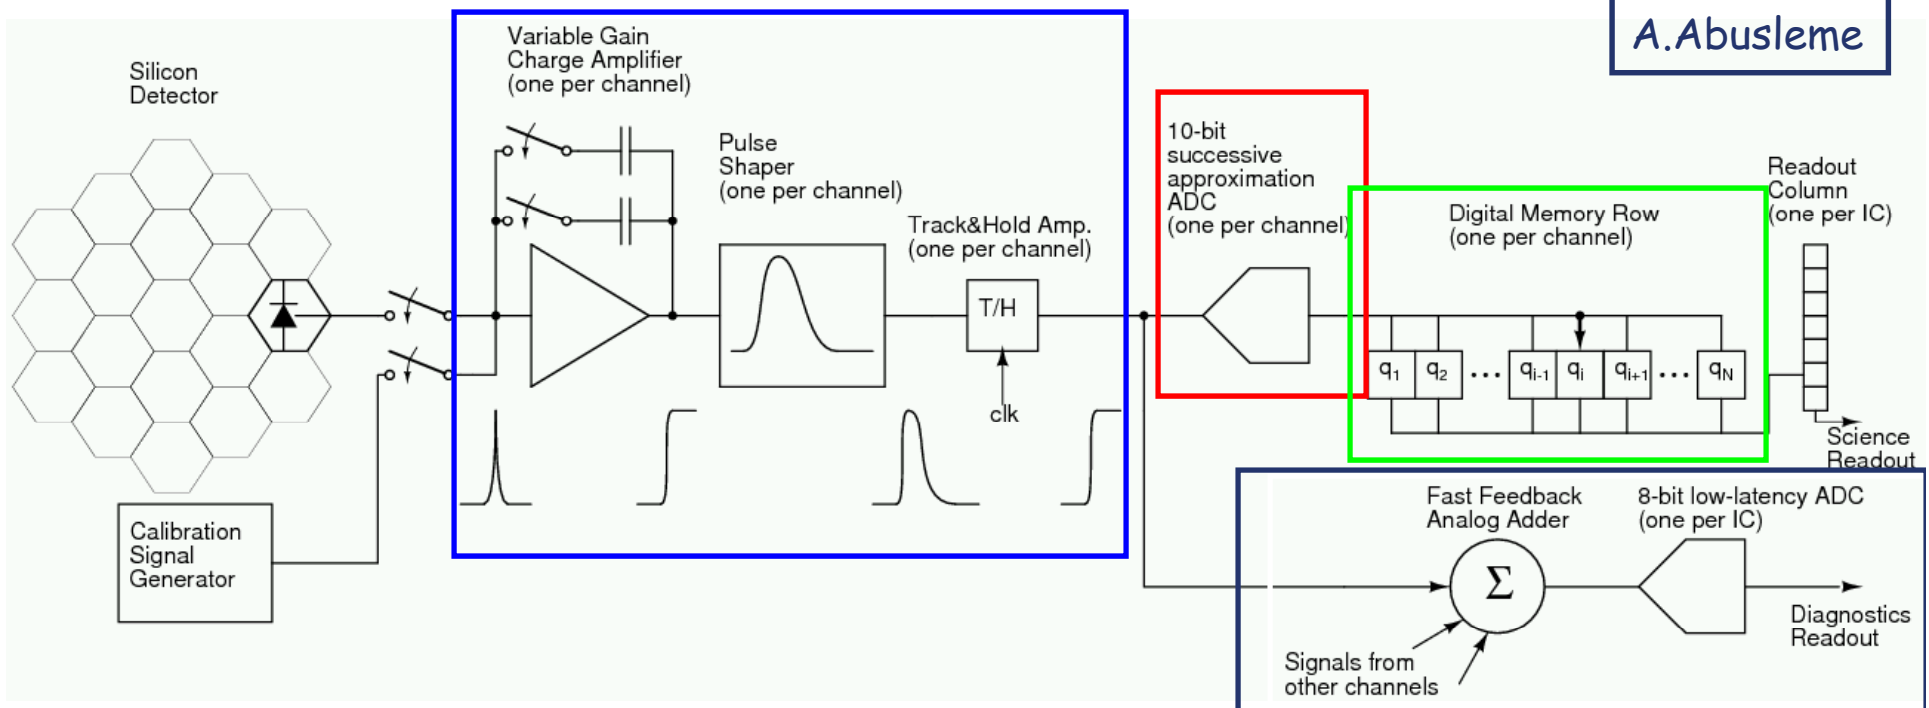 A.Abusleme
Silicon
Detector
Variable Gain
Charge Amplifier
(one per channel)
Pulse
Shaper
(one per channel)
Track&Hold Amp.
(one per channel)
T/H
clk
10-bit
successive
approximation
ADC
(one per channel)
Digital Memory Row
(one per channel)
q1 q2 ... qi-1 qi qi+1 ... qN
Readout
Column
(one per IC)
Science
Readout
Calibration
Signal
Generator
Fast Feedback
Analog Adder
8-bit low-latency ADC
(one per IC)
Σ
Signals from
other channels
Diagnostics
Readout